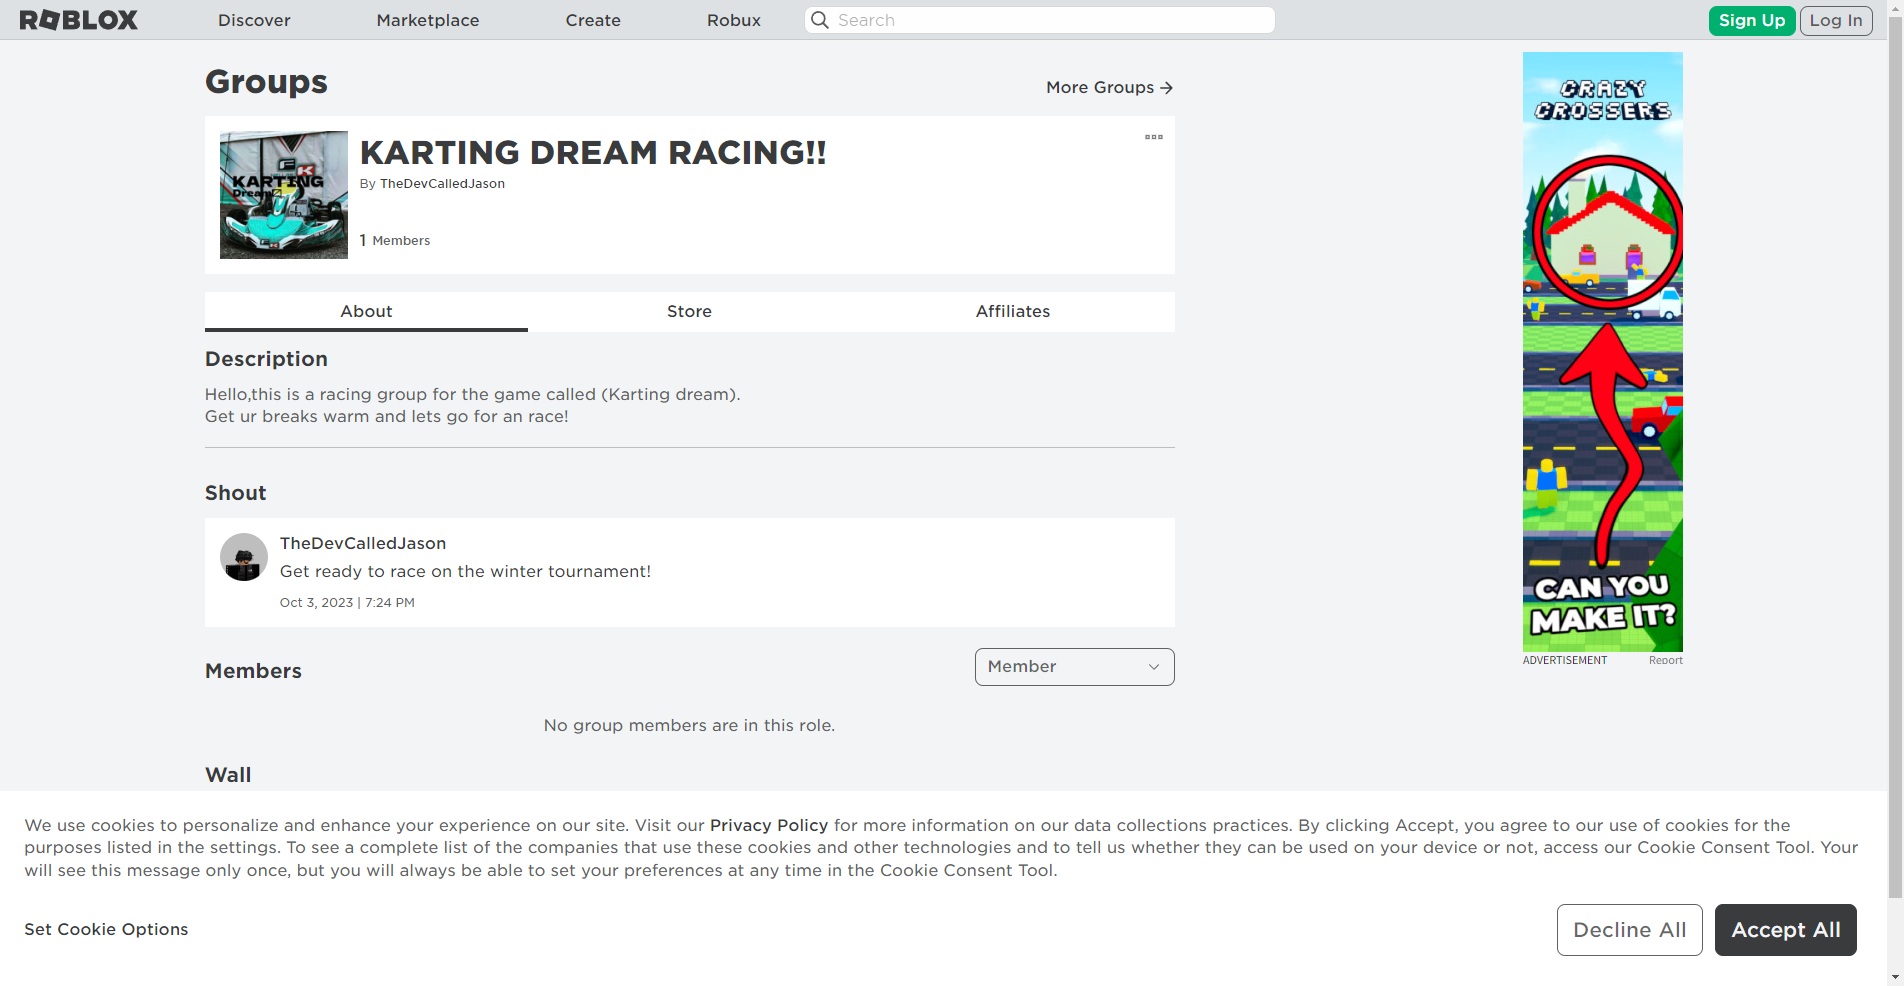 ROBLOX
Discover
Marketplace
Create
Robux
Search
Sign Up
Log In
Groups
More Groups
KARTING
Dream
KARTING DREAM RACING!!
By TheDevCalledJason
1 Members
About
Store
Affiliates
Description
Hello,this is a racing group for the game called (Karting dream).
Get ur breaks warm and lets go for an race!
Shout
TheDevCalledJason
Get ready to race on the winter tournament!
Oct 3, 2023 | 7:24 PM
Members
Member
No group members are in this role.
Wall
CRAZY
CROSSERS
CAN YOU
MAKE IT?
ADVERTISEMENT
Report
We use cookies to personalize and enhance your experience on our site. Visit our Privacy Policy for more information on our data collections practices. By clicking Accept, you agree to our use of cookies for the
purposes listed in the settings. To see a complete list of the companies that use these cookies and other technologies and to tell us whether they can be used on your device or not, access our Cookie Consent Tool. Your
will see this message only once, but you will always be able to set your preferences at any time in the Cookie Consent Tool.
Set Cookie Options
Decline All
Accept All